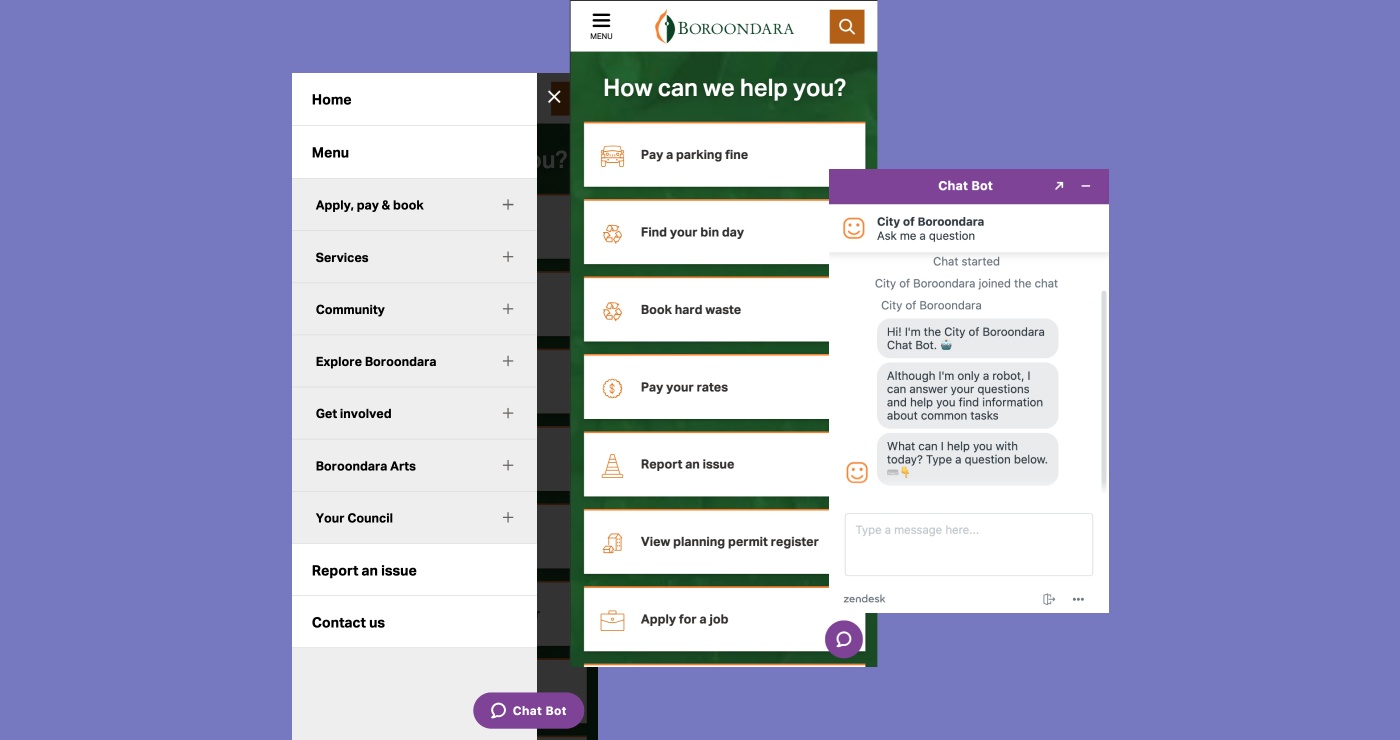 Home
Menu
Apply, pay & book
Services
Community
Explore Boroondara
Get involved
Boroondara Arts
Your Council
Report an issue
Contact us
Chat Bot
ou?
MENU
BOROONDARA
How can we help you?
Pay a parking fine
Find your bin day
Book hard waste
Pay your rates
Report an issue
View planning permit register
Apply for a job
Chat Bot
City of Boroondara
Ask me a question
Chat started
City of Boroondara joined the chat
City of Boroondara
Hi! I'm the City of Boroondara
Chat Bot.
Although I'm only a robot, I
can answer your questions
and help you find information
about common tasks
What can I help you with
today? Type a question below.
Type a message here...
zendesk